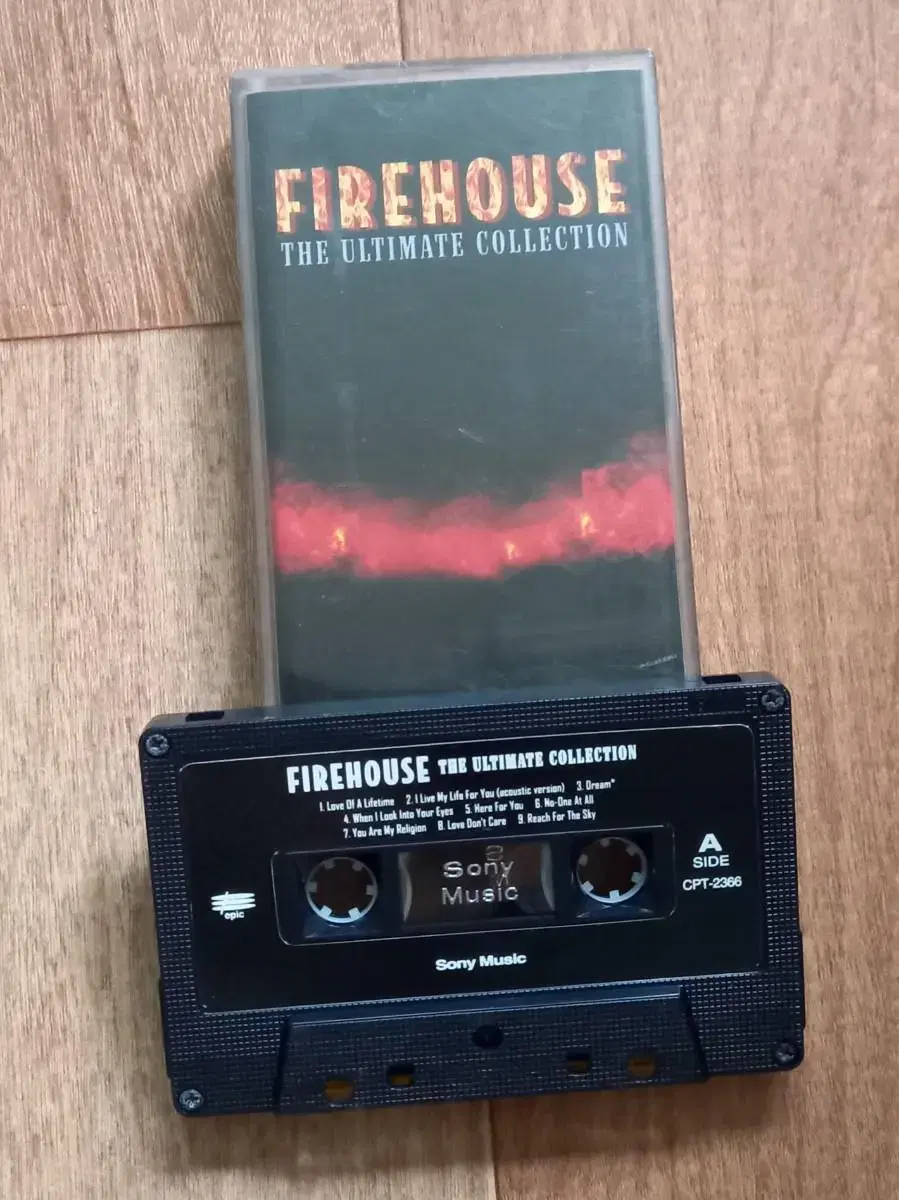 FIREHOUSE
THE ULTIMATE COLLECTION
FIREHOUSE THE ULTIMATE COLLECTION
1. Love Of A Lifetime 2. I Live My Life For You (acoustic version) 3. Dream*
4. When I Look Into Your Eyes 5. Here For You 6. No-One At All
7. You Are My Religion 8. Love Don't Care 9. Reach For The Sky
A
SIDE
CPT-2366
epic
Sony
Music
Sony Music